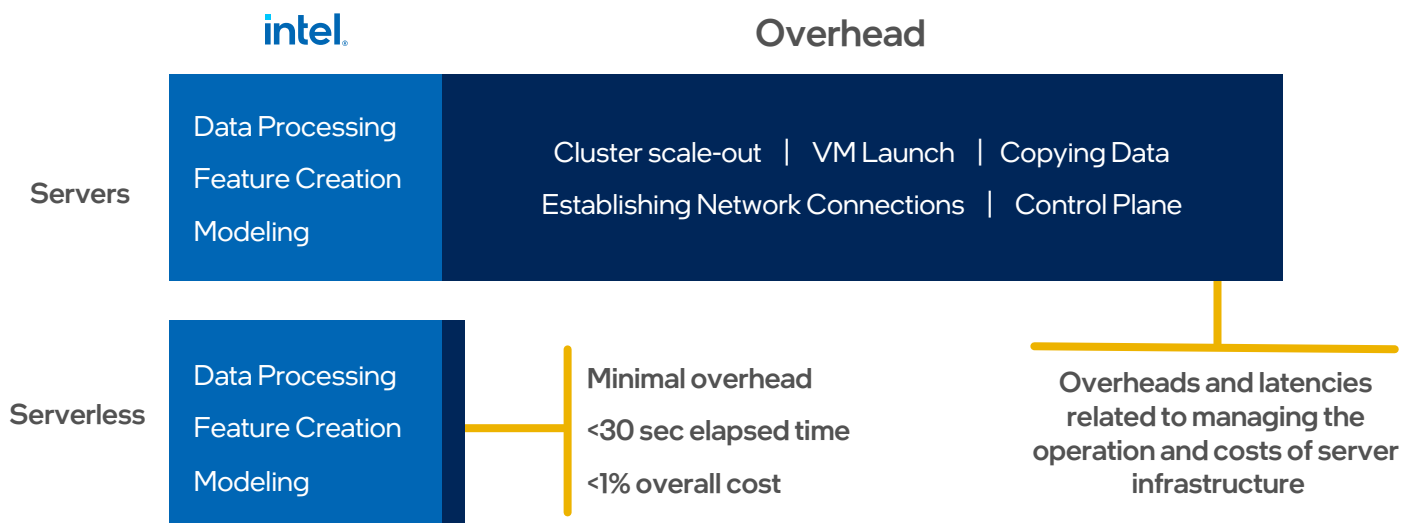 intel.
Overhead
Servers
Data Processing
Feature Creation
Modeling
Cluster scale-out | VM Launch | Copying Data
Establishing Network Connections | Control Plane
Serverless
Data Processing
Feature Creation
Modeling
Minimal overhead
<30 sec elapsed time
<1% overall cost
Overheads and latencies
related to managing the
operation and costs of server
infrastructure